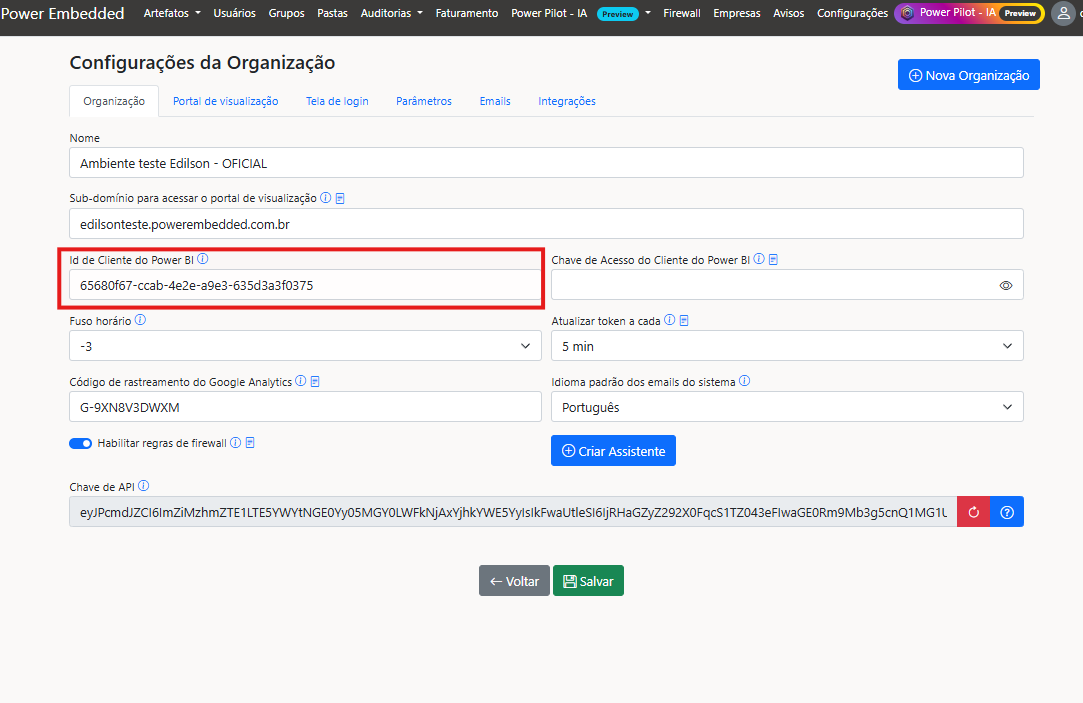 Power Embedded Artefatos Usuários Grupos Pastas Auditorias Faturamento Power Pilot - IA Preview Firewall Empresas Avisos Configurações Power Pilot - IA Preview
Configurações da Organização
Nova Organização
Organização Portal de visualização Tela de login Parâmetros Emails Integrações
Nome
Ambiente teste Edilson - OFICIAL
Sub-domínio para acessar o portal de visualização
edilsonteste.powerembedded.com.br
Id de Cliente do Power BI Chave de Acesso do Cliente do Power BI
65680f67-ccab-4e2e-a9e3-635d3a3f0375
Fuso horário Atualizar token a cada
-3 5 min
Código de rastreamento do Google Analytics Idioma padrão dos emails do sistema
G-9XN8V3DWXM Português
Habilitar regras de firewall Criar Assistente
Chave de API
eyJPcmdJZCI6ImZiMzhmZTE1LTE5YWYtNGE0Yy05MGY0LWFkNjAxYjhkYWE5YyIsIkFwaUtleSI6IjRHaGZyZ292X0FqcS1TZ043eFIwaGE0Rm9Mb3g5cnQ1MG1U
Voltar Salvar